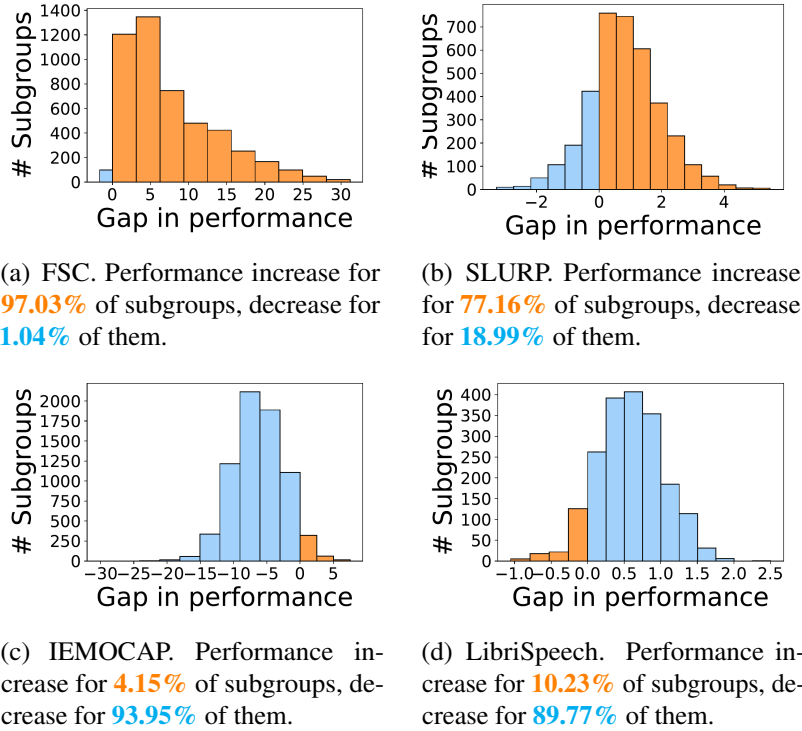 1400
1200
1000
800
600
400
200
0
# Subgroups
0 5 10 15 20 25 30
Gap in performance
700
600
500
400
300
200
100
0
# Subgroups
−2 0 2 4
Gap in performance
(a) FSC. Performance increase for
97.03% of subgroups, decrease for
1.04% of them.
(b) SLURP. Performance increase
for 77.16% of subgroups, decrease
for 18.99% of them.
2000
1750
1500
1250
1000
750
500
250
0
# Subgroups
−30 −25 −20 −15 −10 −5 0 5
Gap in performance
400
350
300
250
200
150
100
50
0
# Subgroups
−1.0 −0.5 0.0 0.5 1.0 1.5 2.0 2.5
Gap in performance
(c) IEMOCAP. Performance in-
crease for 4.15% of subgroups, de-
crease for 93.95% of them.
(d) LibriSpeech. Performance in-
crease for 10.23% of subgroups, de-
crease for 89.77% of them.